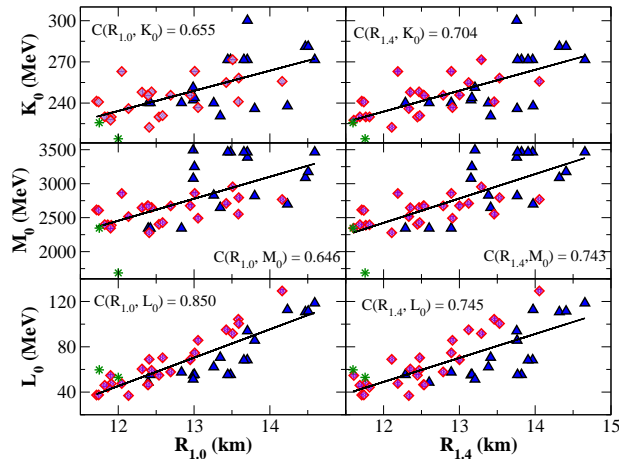 300
270
240
K0 (MeV)
C(R1.0, K0) = 0.655
C(R1.4, K0) = 0.704
3500
3000
2500
2000
M0 (MeV)
C(R1.0, M0) = 0.646
C(R1.4,M0) = 0.743
120
80
40
L0 (MeV)
C(R1.0, L0) = 0.850
C(R1.4, L0) = 0.745
12 13 14 12 13 14 15
R1.0 (km) R1.4 (km)